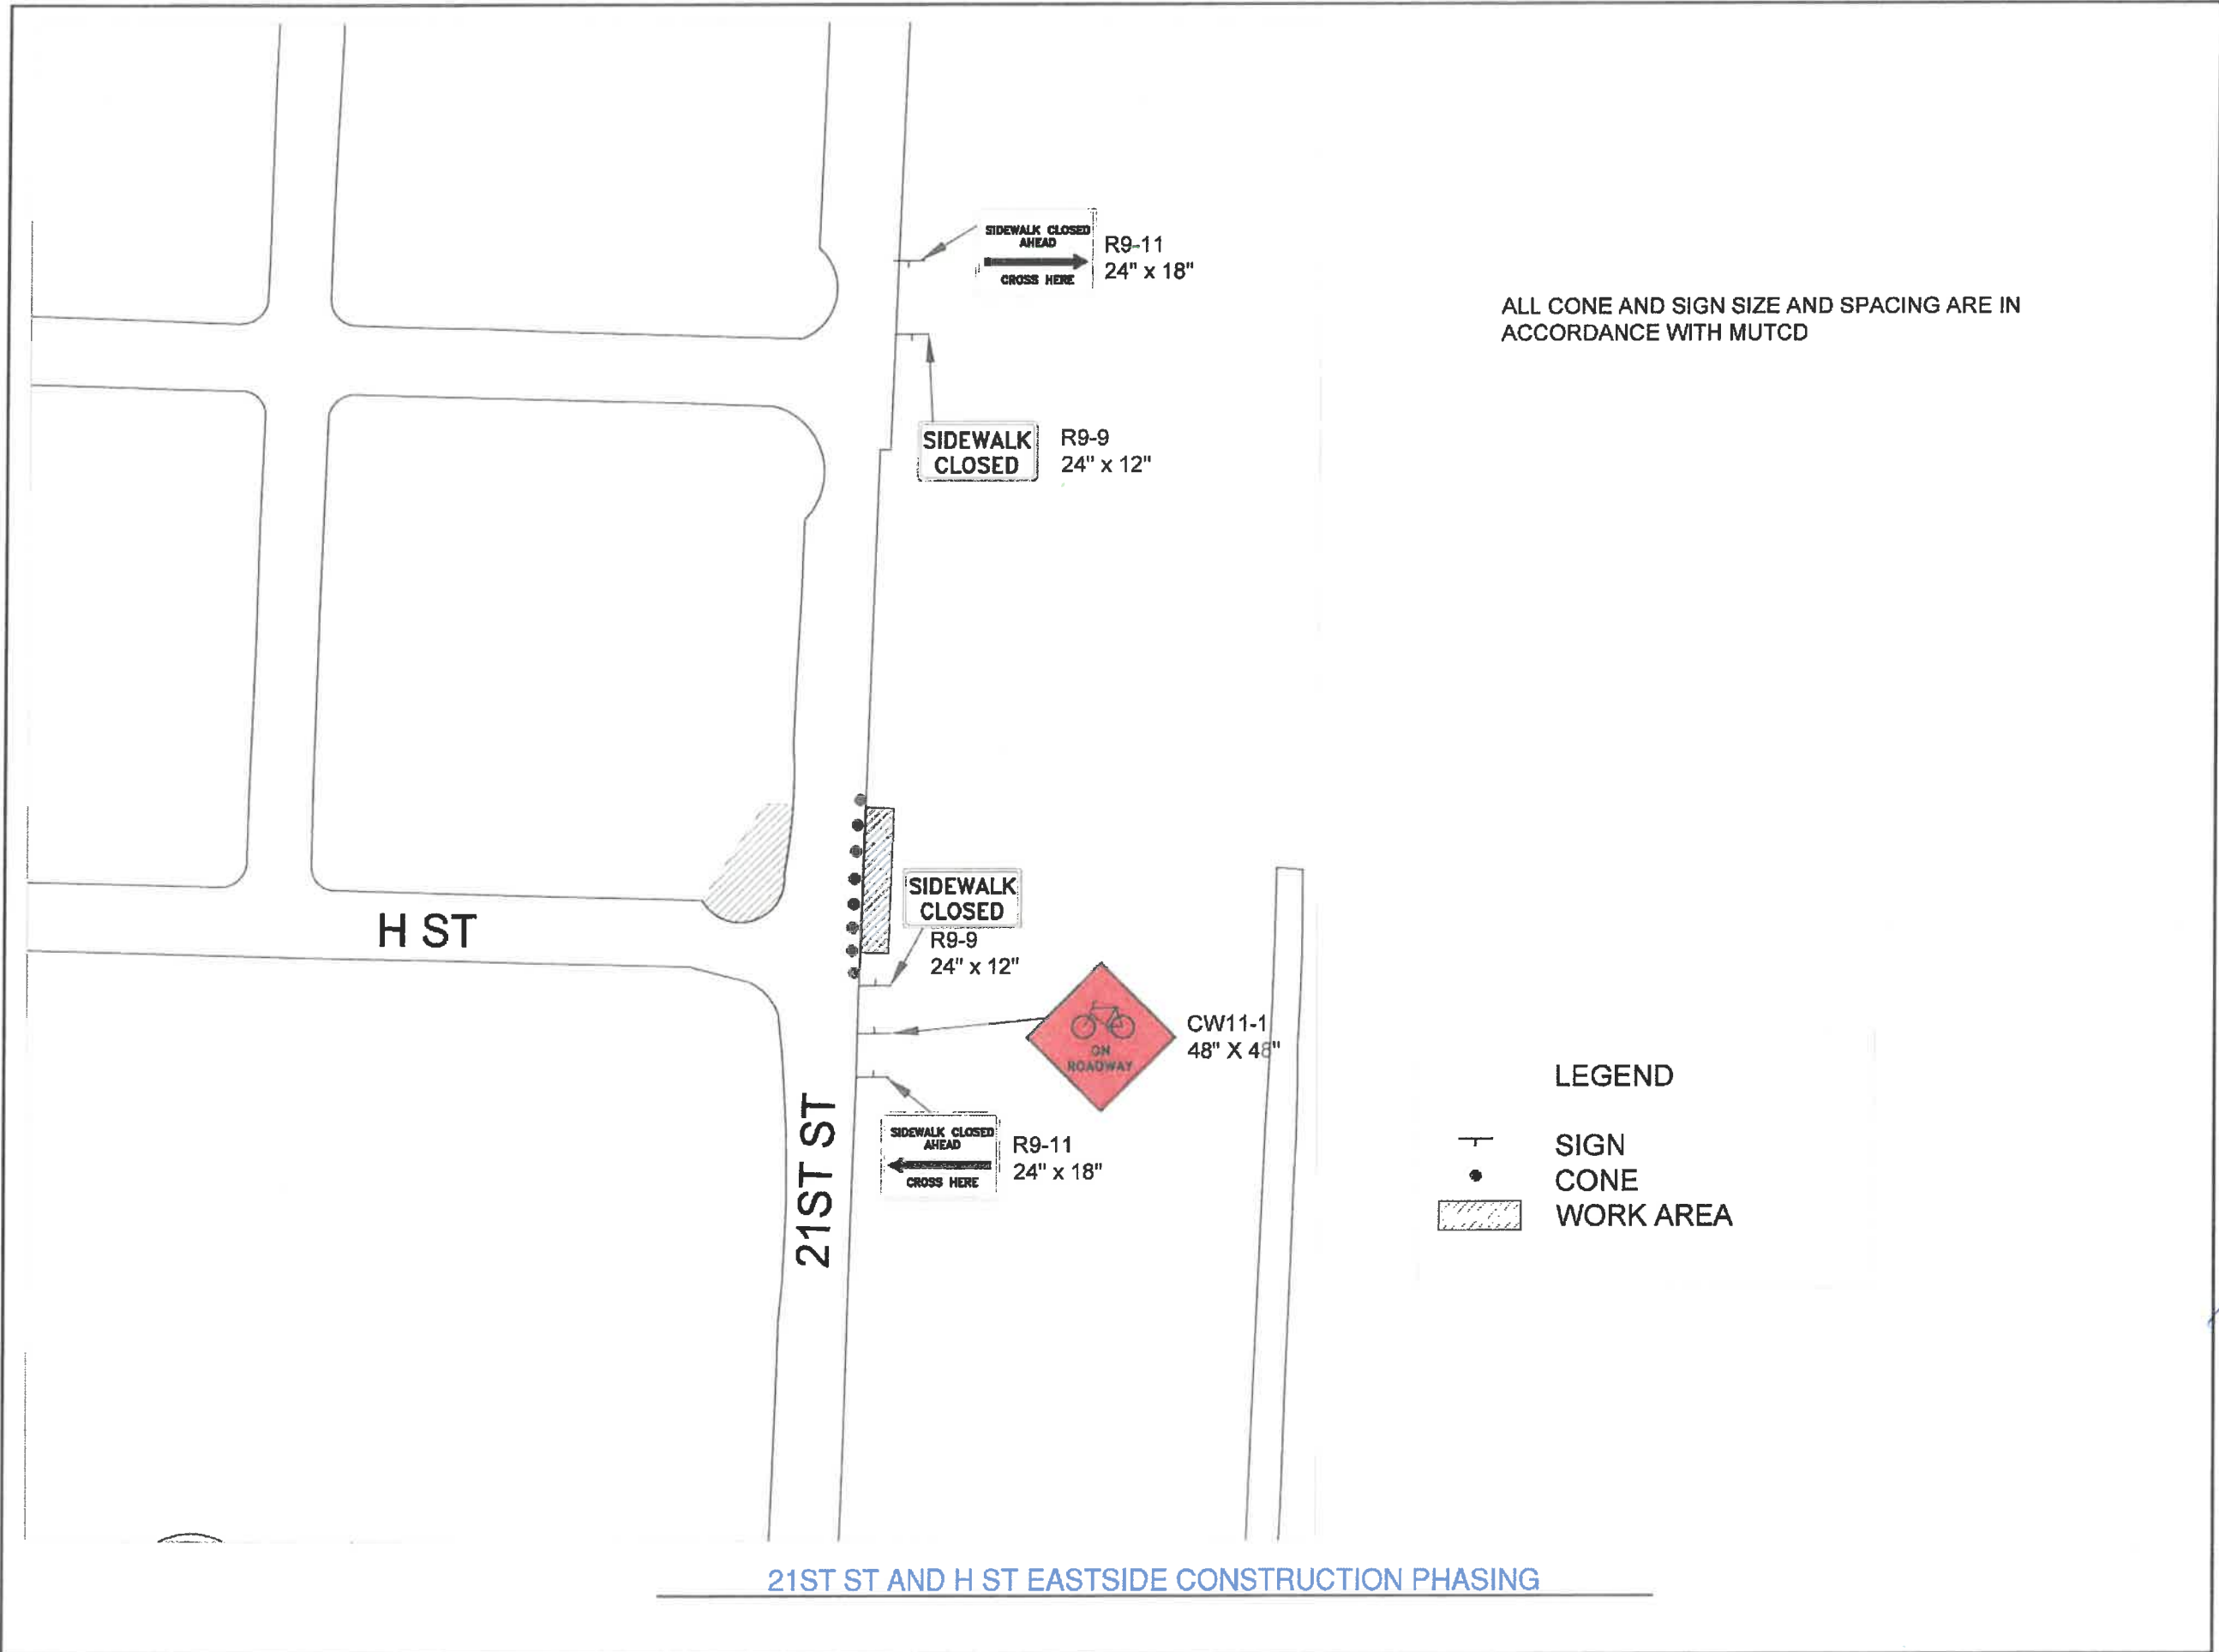 SIDEWALK CLOSED
AHEAD
CROSS HERE
R9-11
24" x 18"
ALL CONE AND SIGN SIZE AND SPACING ARE IN
ACCORDANCE WITH MUTCD
SIDEWALK
CLOSED
R9-9
24" x 12"
H ST
SIDEWALK
CLOSED
R9-9
24" x 12"
ON
ROADWAY
CW11-1
48" X 48"
21ST ST
SIDEWALK CLOSED
AHEAD
CROSS HERE
R9-11
24" x 18"
LEGEND
SIGN
CONE
WORK AREA
21ST ST AND H ST EASTSIDE CONSTRUCTION PHASING